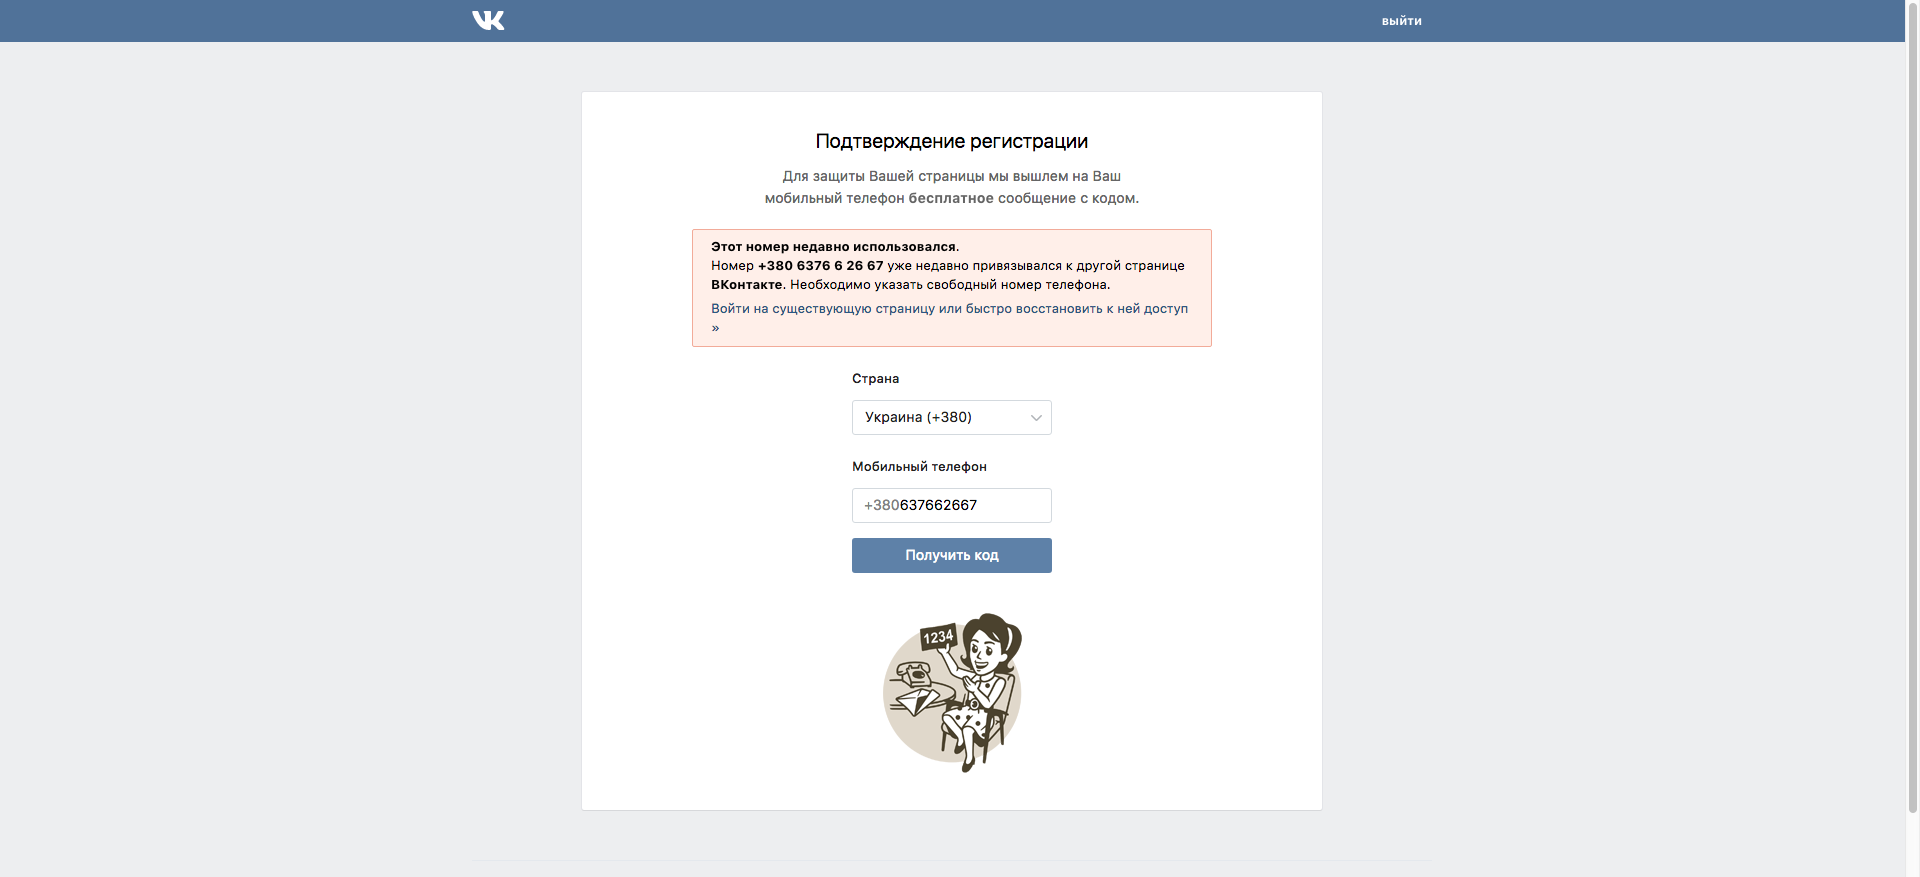 VK
выйти
Подтверждение регистрации
Для защиты Вашей страницы мы вышлем на Ваш
мобильный телефон бесплатное сообщение с кодом.
Этот номер недавно использовался.
Номер +380 6376 6 26 67 уже недавно привязывался к другой странице
ВКонтакте. Необходимо указать свободный номер телефона.
Войти на существующую страницу или быстро восстановить к ней доступ
»
Страна
Украина (+380)
Мобильный телефон
+380637662667
Получить код
1234